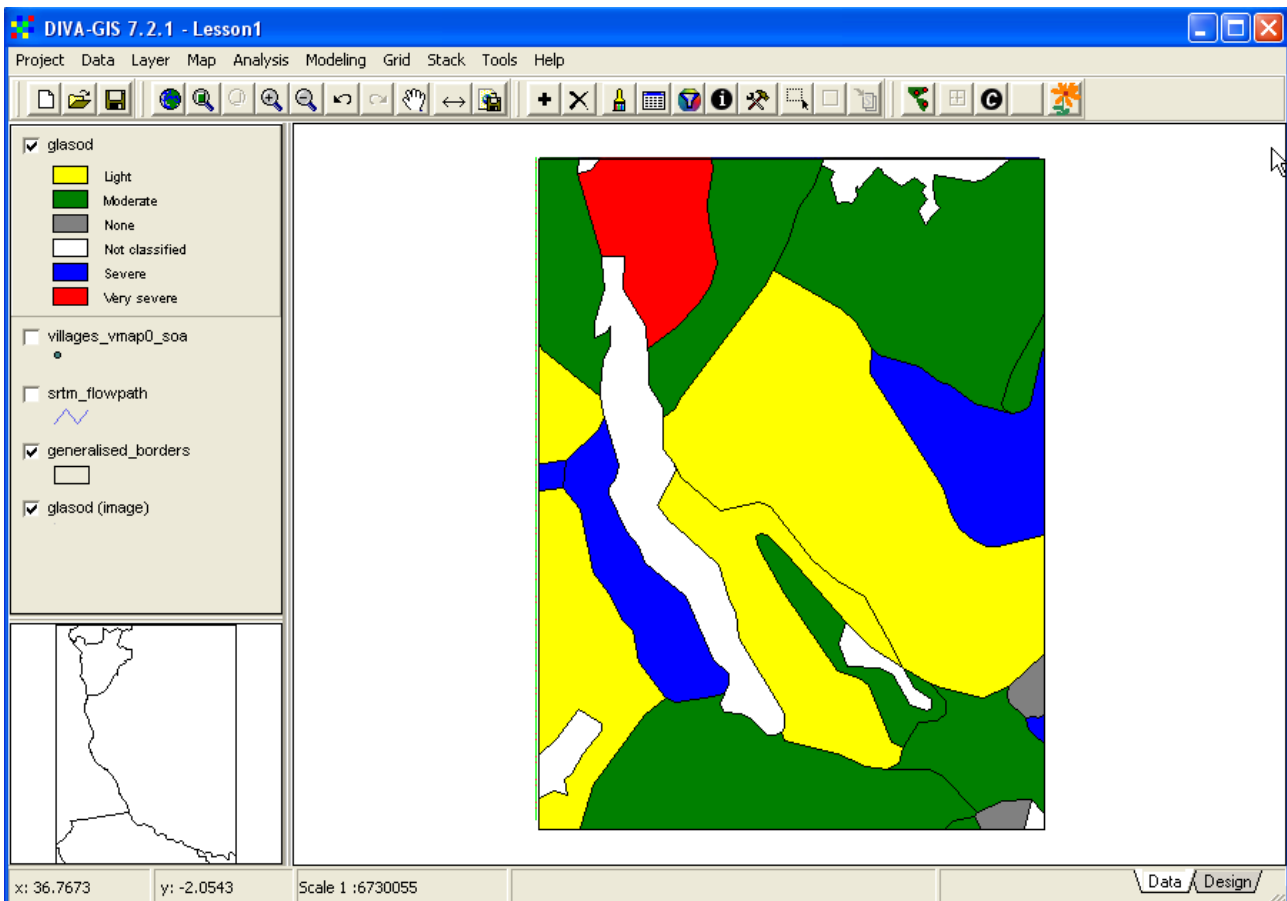 DIVA-GIS 7.2.1 - Lesson1
Project Data Layer Map Analysis Modeling Grid Stack Tools Help
glasod
Light
Moderate
None
Not classified
Severe
Very severe
villages_vmap0_soa
srtm_flowpath
generalised_borders
glasod (image)
x: 36.7673 y: -2.0543 Scale 1 :6730055 Data Design